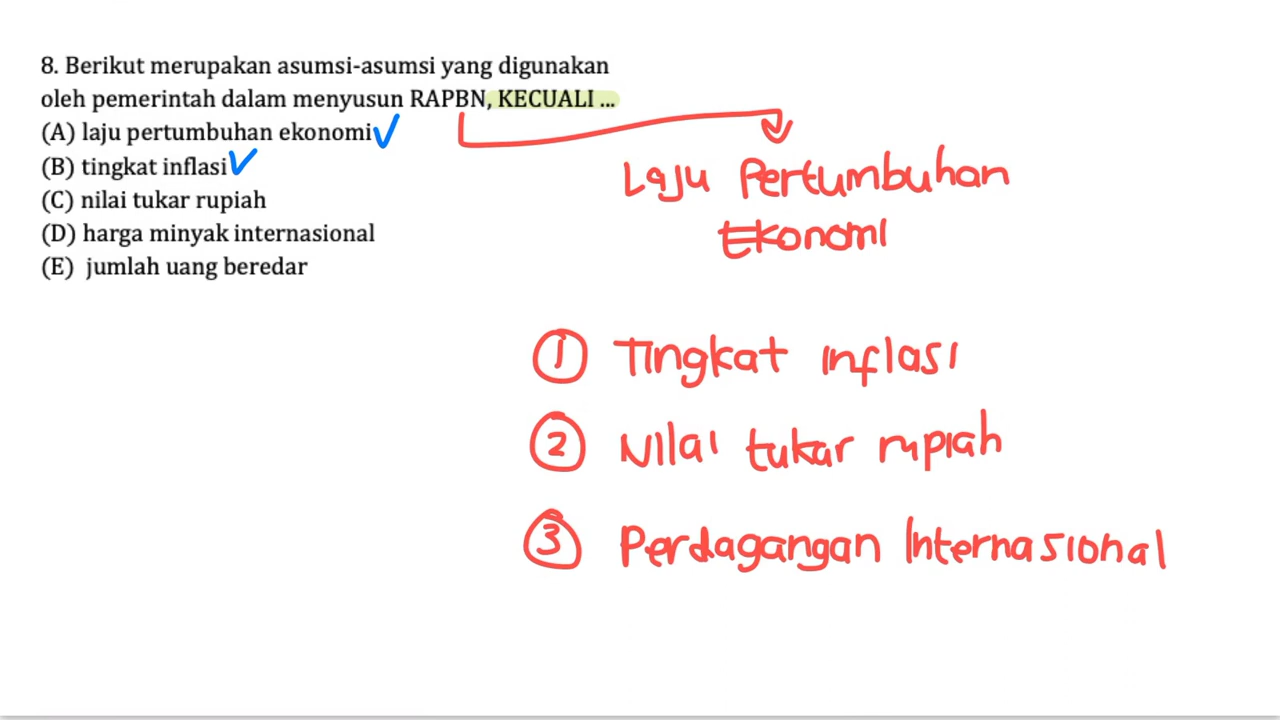 8. Berikut merupakan asumsi-asumsi yang digunakan
oleh pemerintah dalam menyusun RAPBN, KECUALI ...
(A) laju pertumbuhan ekonomi
(B) tingkat inflasi
(C) nilai tukar rupiah
(D) harga minyak internasional
(E) jumlah uang beredar
Laju Pertumbuhan
Ekonomi
1 Tingkat Inflasi
2 Nilai tukar rupiah
3 Perdagangan Internasional